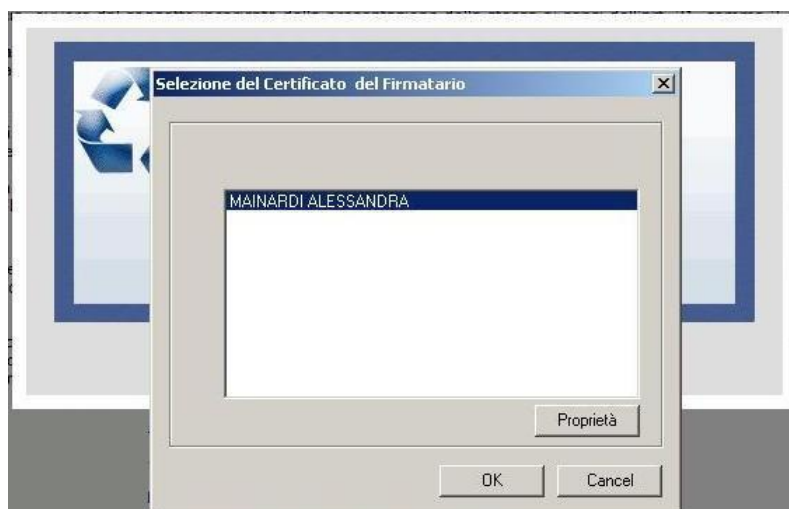 Selezione del Certificato del Firmatario
MAINARDI ALESSANDRA
Proprietà
OK
Cancel